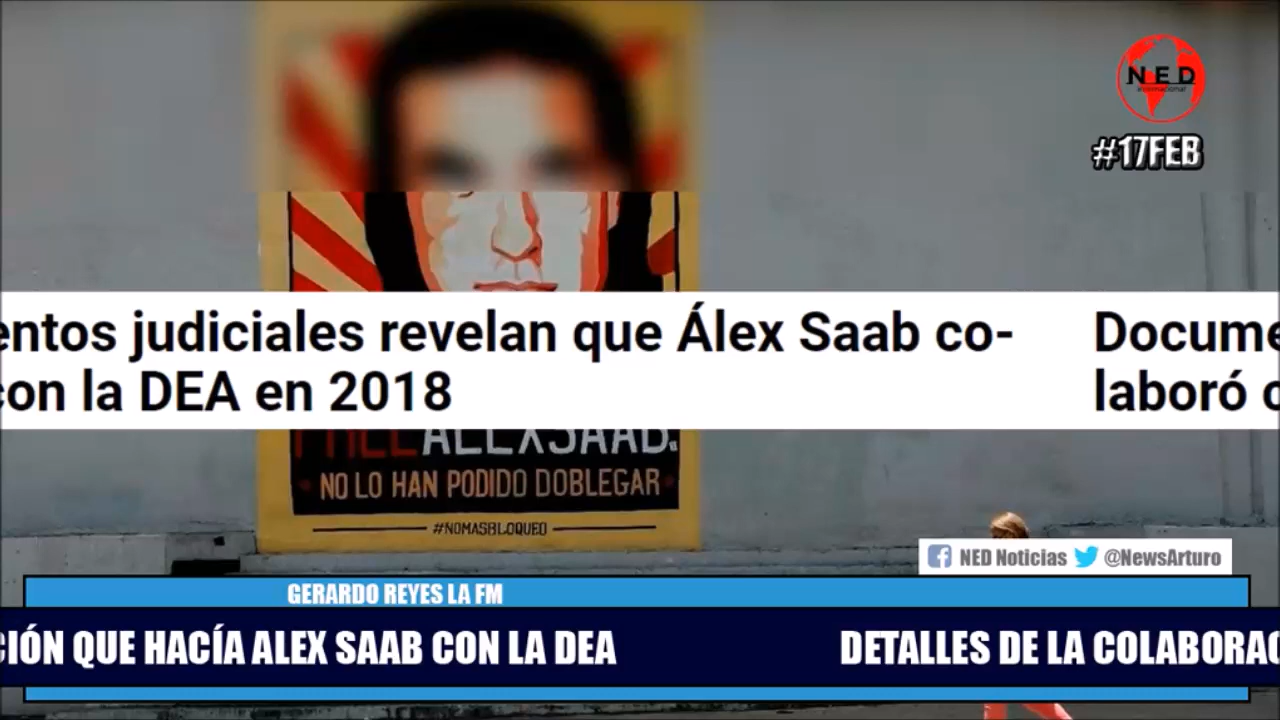 NED
internacional
#17FEB
entos judiciales revelan que Álex Saab co-
con la DEA en 2018
Docume
laboró c
FREEALEXSAAB.
NO LO HAN PODIDO DOBLEGAR
#NOMASBLOQUEO
NED Noticias @NewsArturo
GERARDO REYES LA FM
CIÓN QUE HACÍA ALEX SAAB CON LA DEA
DETALLES DE LA COLABORAC